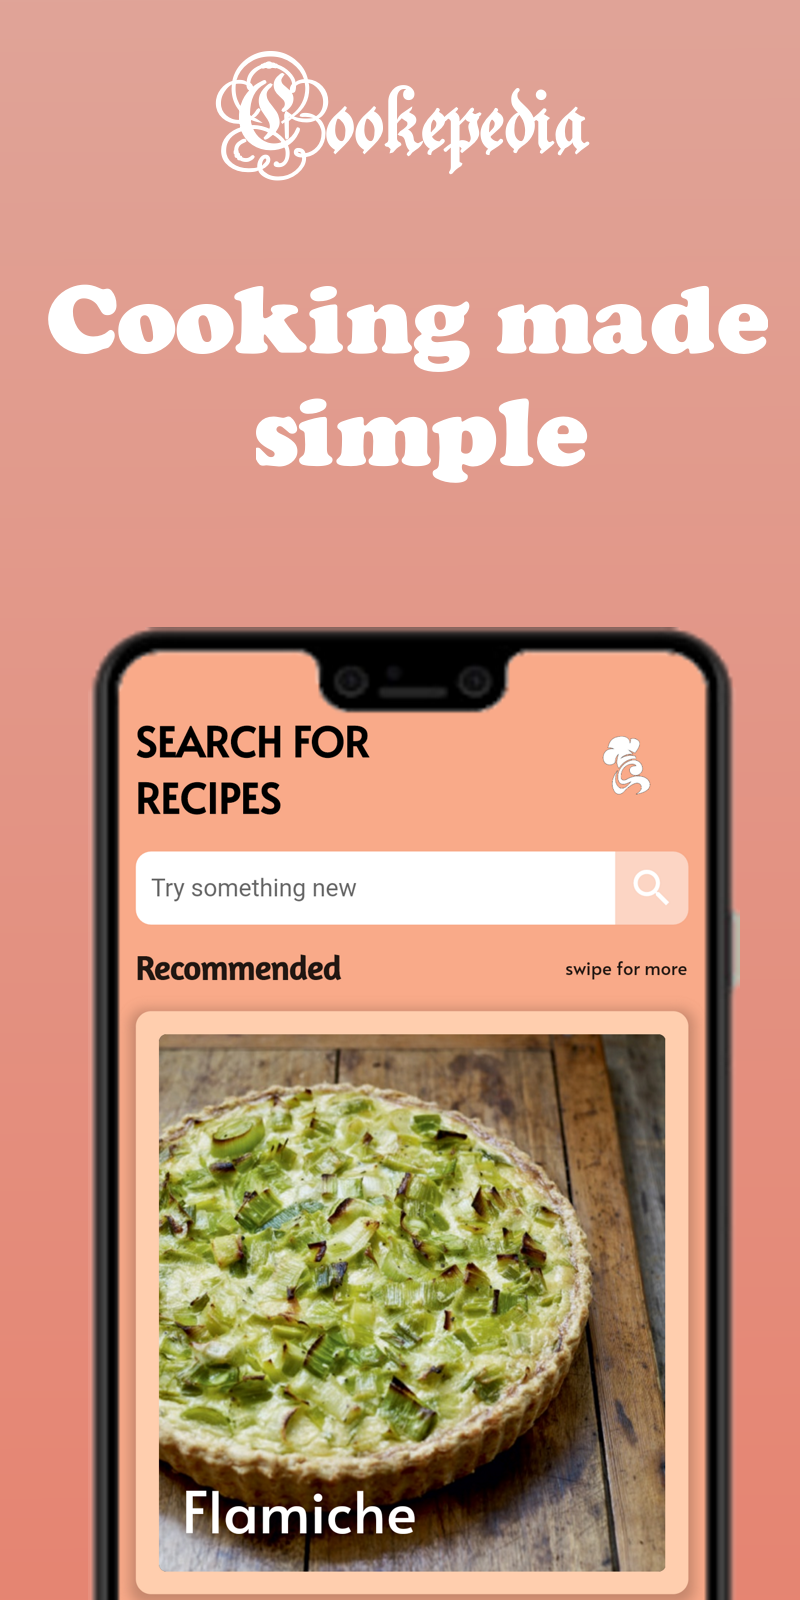 Cookepedia
Cooking made
simple
SEARCH FOR
RECIPES
Try something new
Recommended
swipe for more
Flamiche